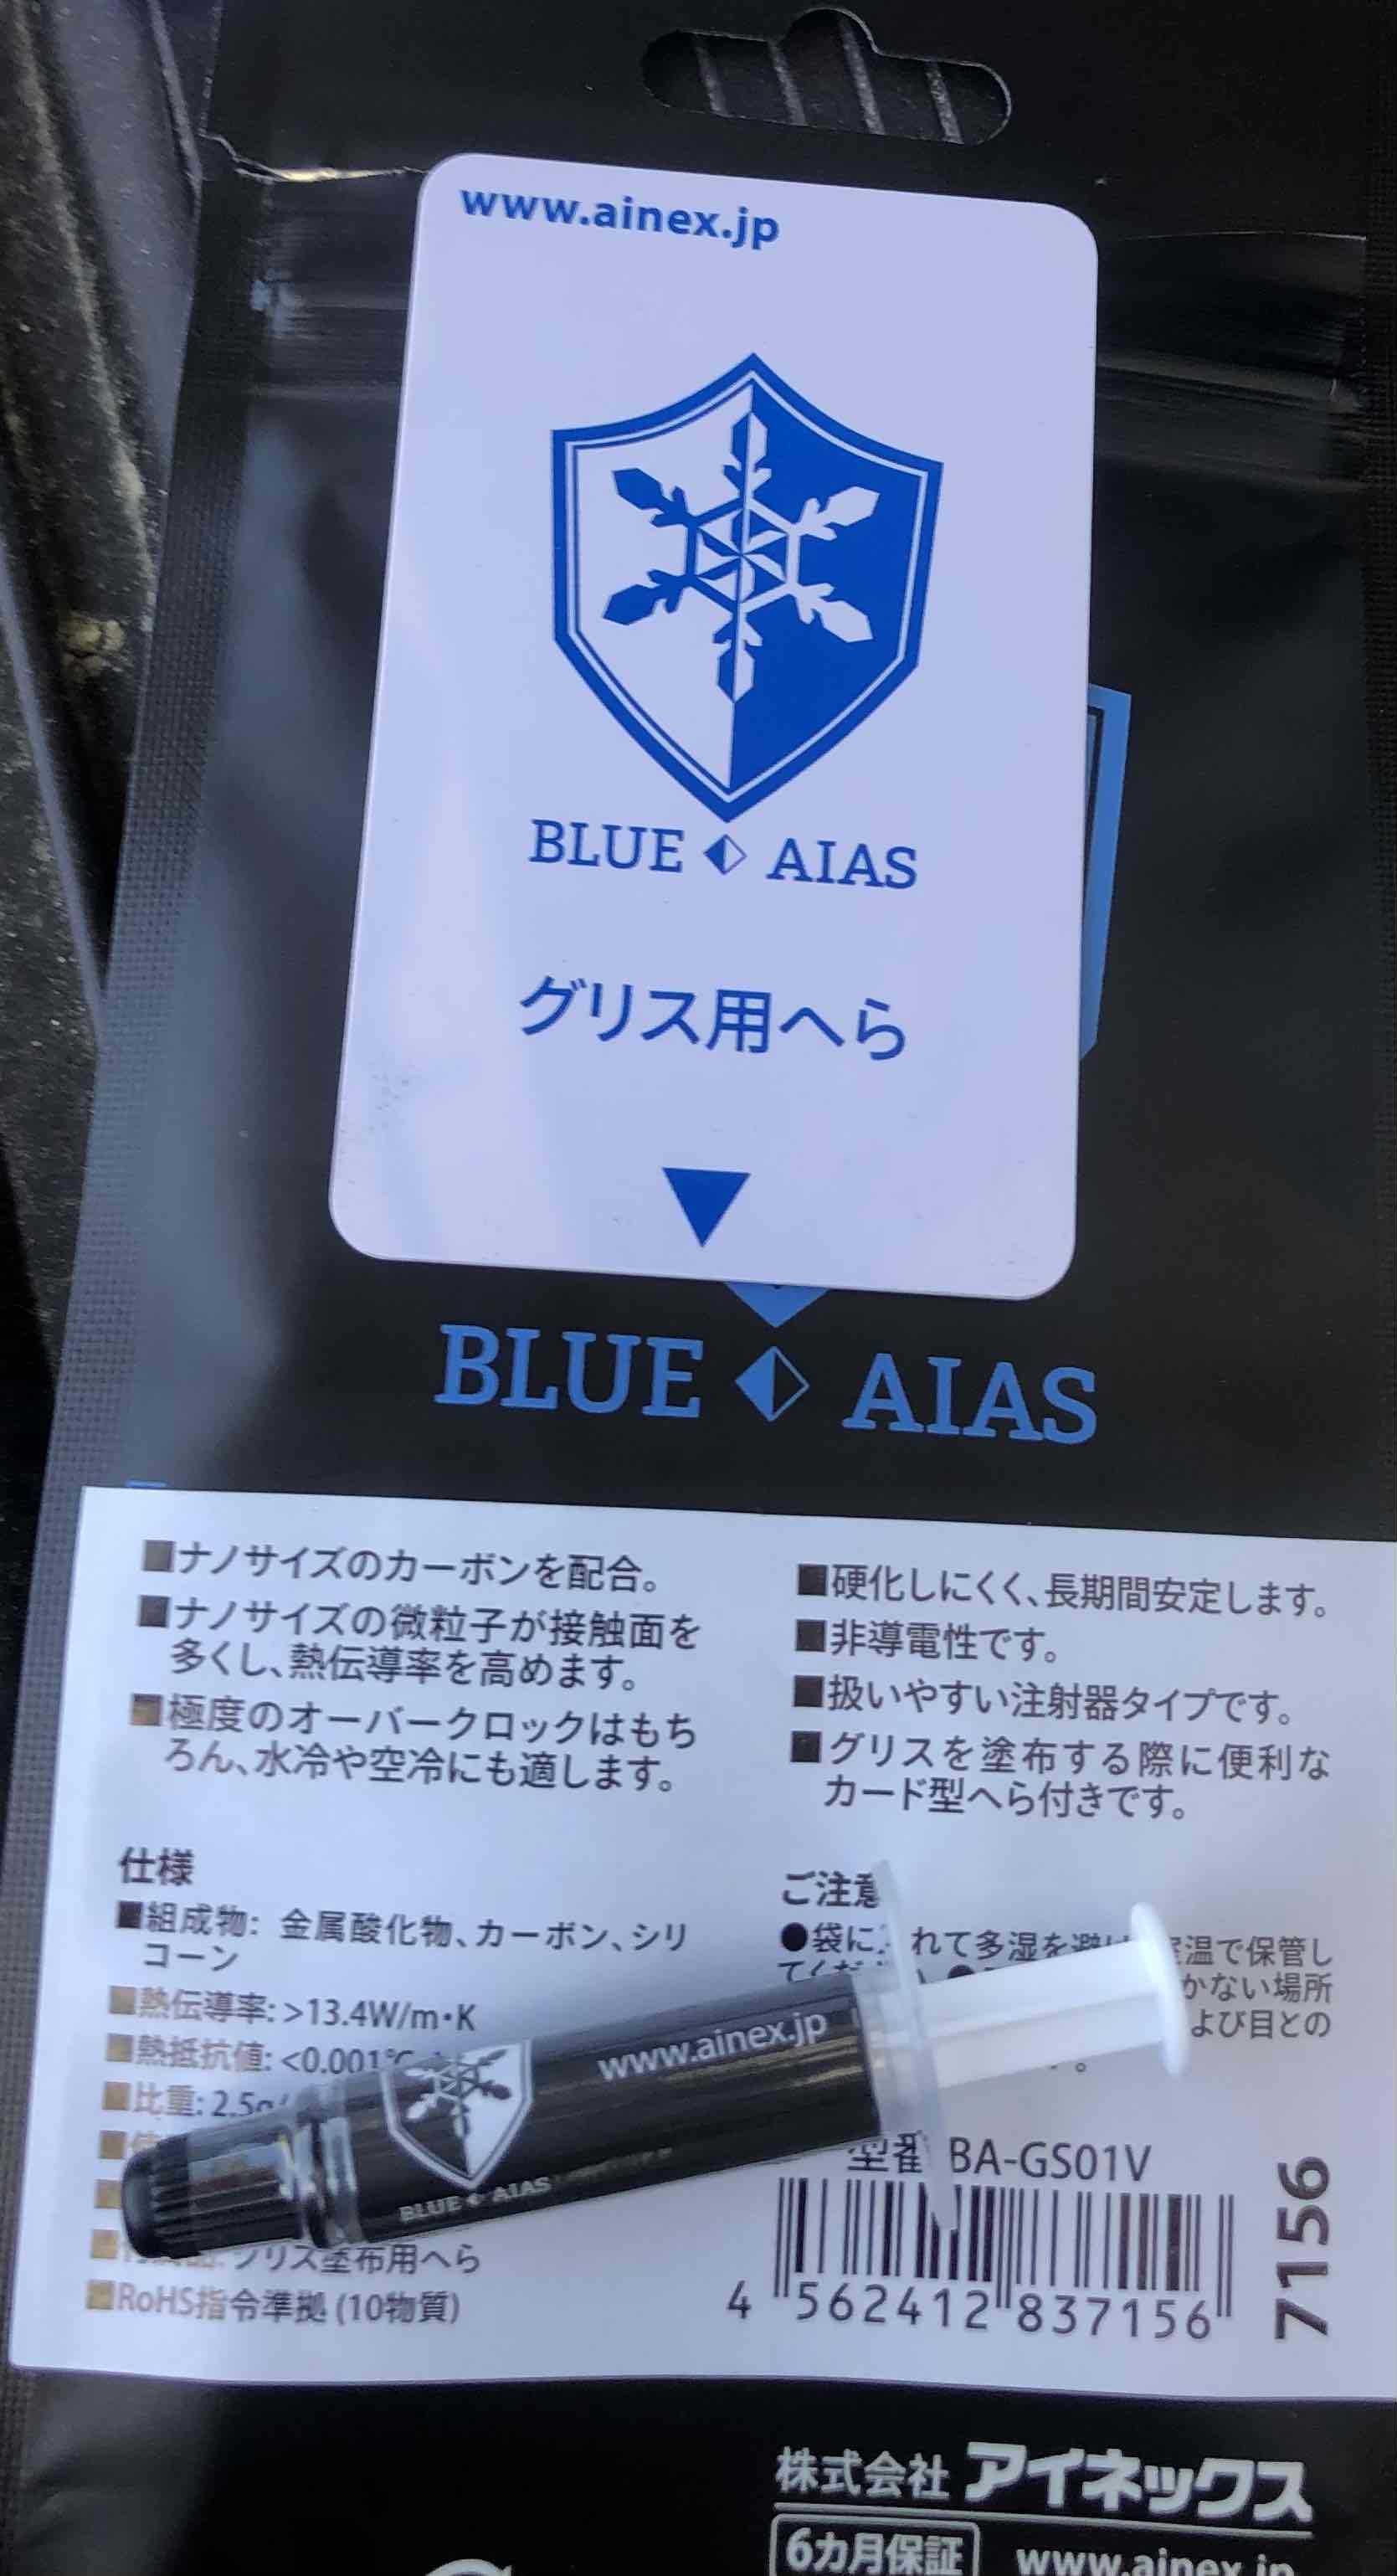 www.ainex.jp
BLUE AIAS
グリス用へら
BLUE AIAS
■ナノサイズのカーボンを配合。
■ナノサイズの微粒子が接触面を
多くし、熱伝導率を高めます。
■極度のオーバークロックはもち
ろん、水冷や空冷にも適します。
■硬化しにくく、長期間安定します。
■非導電性です。
■扱いやすい注射器タイプです。
■グリスを塗布する際に便利な
カード型へら付きです。
仕様
■組成物: 金属酸化物、カーボン、シリ
コーン
■熱伝導率: >13.4W/m・K
■熱抵抗値: <0.001℃
■比重: 2.5g/
グリス塗布用へら
■RoHS指令準拠 (10物質)
ご注意
●袋に れて多湿を避け 温で保管し
てくだ
かない場所
よび目との
www.ainex.jp
BLUE AIAS
型番 BA-GS01V
4 562412 837156
7156
株式会社 アイネックス
6カ月保証 www.ainex.jp